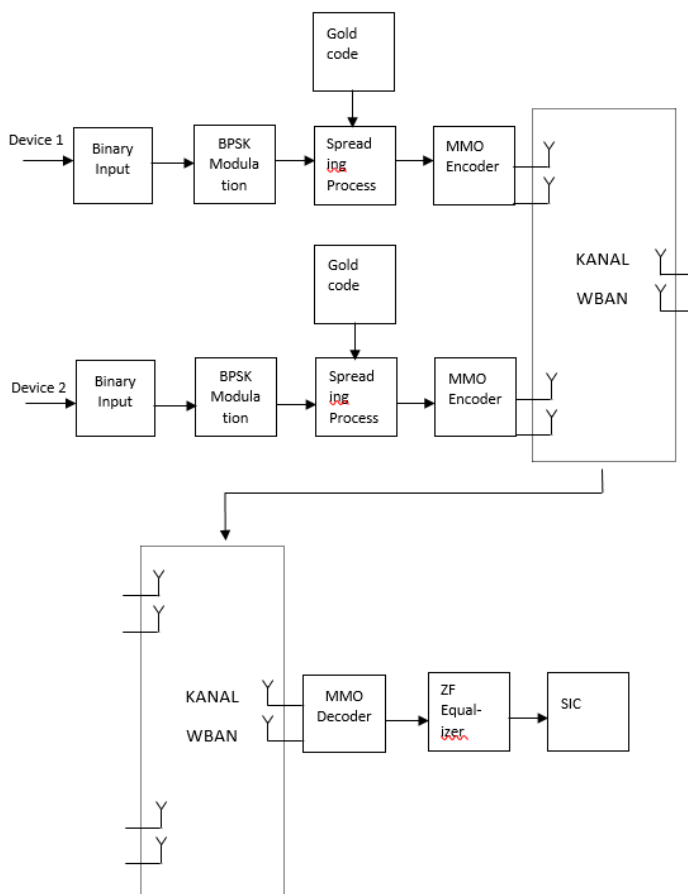 Gold
code
Device 1
Binary
Input
BPSK
Modula
tion
Spread
ing
Process
MMO
Encoder
KANAL
WBAN
Gold
code
Device 2
Binary
Input
BPSK
Modula
tion
Spread
ing
Process
MMO
Encoder
KANAL
WBAN
MMO
Decoder
ZF
Equal-
izer
SIC